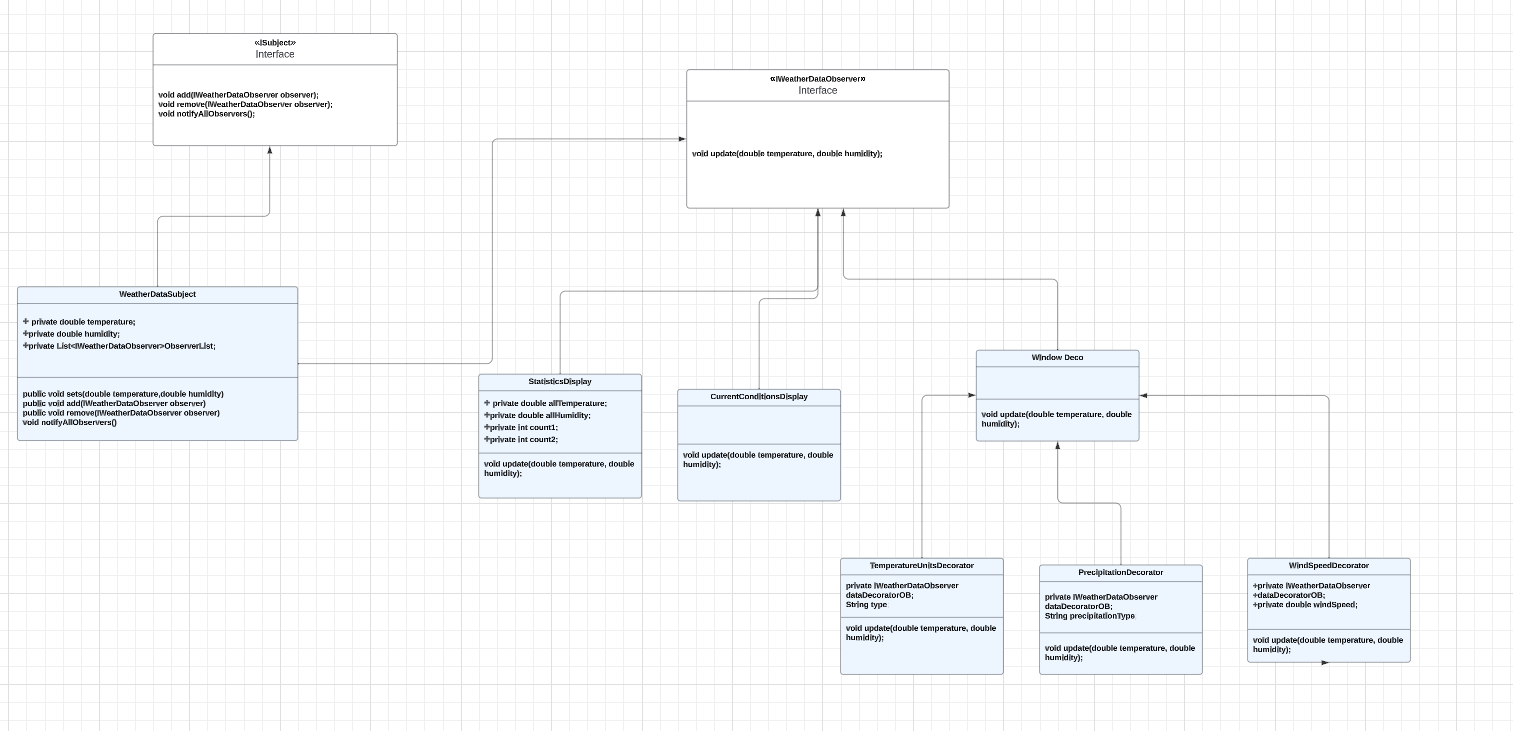 «ISubject»
Interface
void add(IWeatherDataObserver observer);
void remove(IWeatherDataObserver observer);
void notifyAllObservers();
«IWeatherDataObserver»
Interface
void update(double temperature, double humidity);
WeatherDataSubject
+ private double temperature;
+private double humidity;
+private List<IWeatherDataObserver>ObserverList;
public void sets(double temperature,double humidity)
public void add(IWeatherDataObserver observer)
public void remove(IWeatherDataObserver observer)
void notifyAllObservers()
StatisticsDisplay
+ private double allTemperature;
+private double allHumidity;
+private int count1;
+private int count2;
void update(double temperature, double
humidity);
CurrentConditionsDisplay
void update(double temperature, double
humidity);
Window Deco
void update(double temperature, double
humidity);
TemperatureUnitsDecorator
private IWeatherDataObserver
dataDecoratorOB;
String type
void update(double temperature, double
humidity);
PrecipitationDecorator
private IWeatherDataObserver
dataDecoratorOB;
String precipitationType
void update(double temperature, double
humidity);
WindSpeedDecorator
+private IWeatherDataObserver
+dataDecoratorOB;
+private double windSpeed;
void update(double temperature, double
humidity);